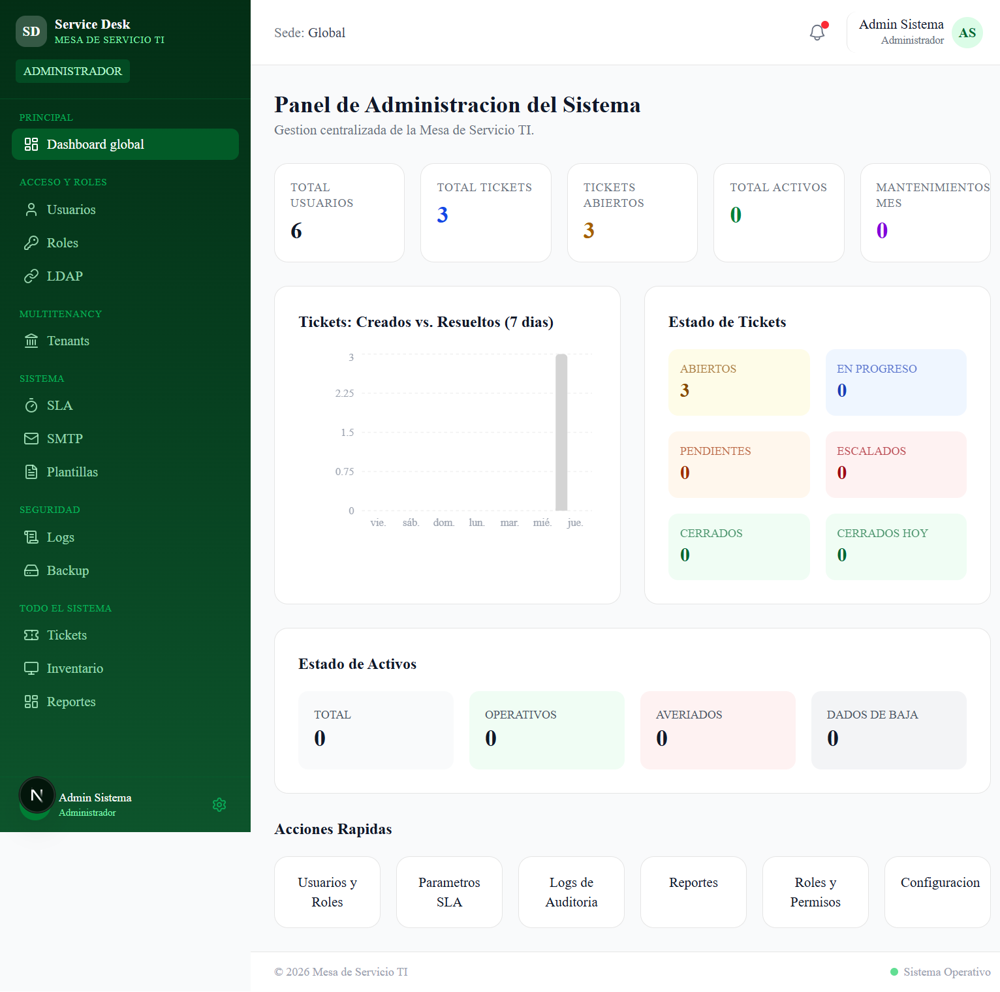 SD
Service Desk
MESA DE SERVICIO TI
ADMINISTRADOR
PRINCIPAL
Dashboard global
ACCESO Y ROLES
Usuarios
Roles
LDAP
MULTITENANCY
Tenants
SISTEMA
SLA
SMTP
Plantillas
SEGURIDAD
Logs
Backup
TODO EL SISTEMA
Tickets
Inventario
Reportes
N
Admin Sistema
Administrador
Sede: Global
Admin Sistema
Administrador
AS
Panel de Administracion del Sistema
Gestion centralizada de la Mesa de Servicio TI.
TOTAL
USUARIOS
6
TOTAL TICKETS
3
TICKETS
ABIERTOS
3
TOTAL ACTIVOS
0
MANTENIMIENTOS
MES
0
Tickets: Creados vs. Resueltos (7 dias)
3
2.25
1.5
0.75
0
vie. sáb. dom. lun. mar. mié. jue.
Estado de Tickets
ABIERTOS
3
EN PROGRESO
0
PENDIENTES
0
ESCALADOS
0
CERRADOS
0
CERRADOS HOY
0
Estado de Activos
TOTAL
0
OPERATIVOS
0
AVERIADOS
0
DADOS DE BAJA
0
Acciones Rapidas
Usuarios y
Roles
Parametros
SLA
Logs de
Auditoria
Reportes
Roles y
Permisos
Configuracion
© 2026 Mesa de Servicio TI
Sistema Operativo